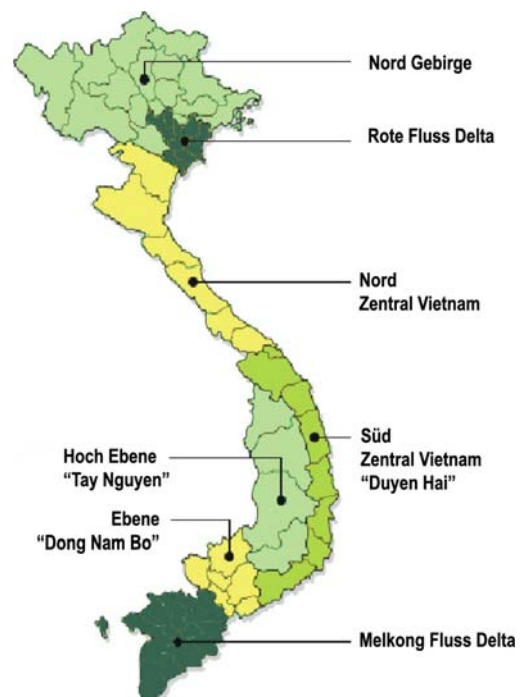 Nord Gebirge
Rote Fluss Delta
Nord
Zentral Vietnam
Süd
Zentral Vietnam
“Duyen Hai”
Hoch Ebene
“Tay Nguyen”
Ebene
“Dong Nam Bo”
Melkong Fluss Delta